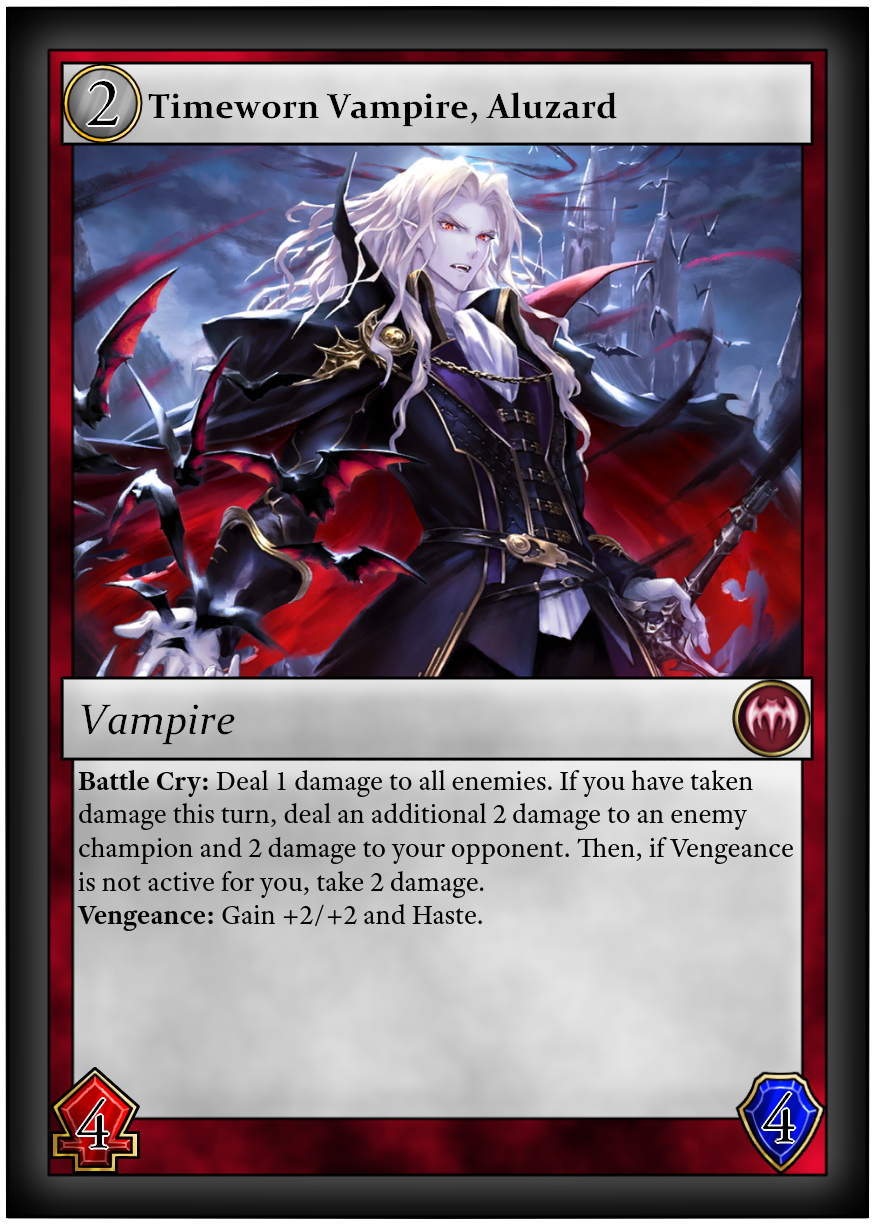 2
Timeworn Vampire, Aluzard
Vampire
Battle Cry: Deal 1 damage to all enemies. If you have taken
damage this turn, deal an additional 2 damage to an enemy
champion and 2 damage to your opponent. Then, if Vengeance
is not active for you, take 2 damage.
Vengeance: Gain +2/+2 and Haste.
4
4